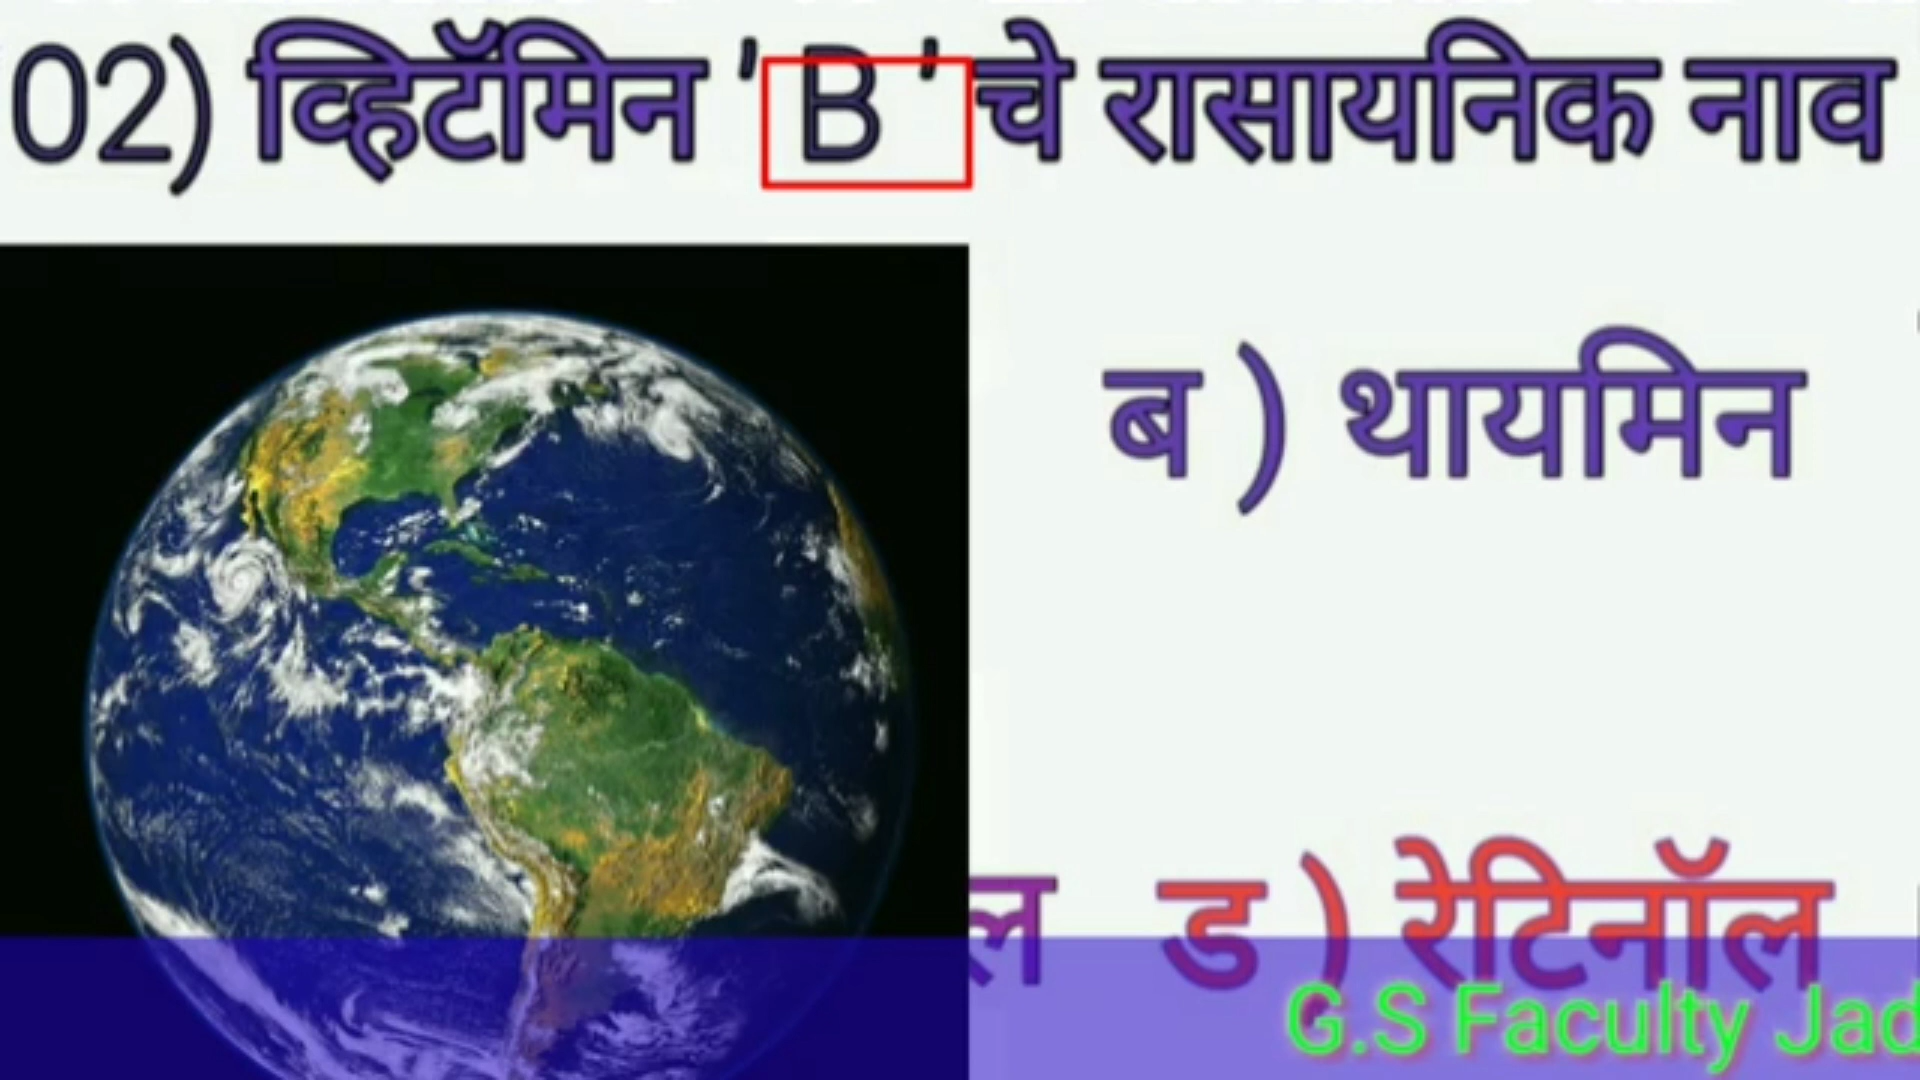 02) व्हिटॅमिन ' B ' चे रासायनिक नाव
ब ) थायमिन
ल ड ) रेटिनॉल
G.S Faculty Jad